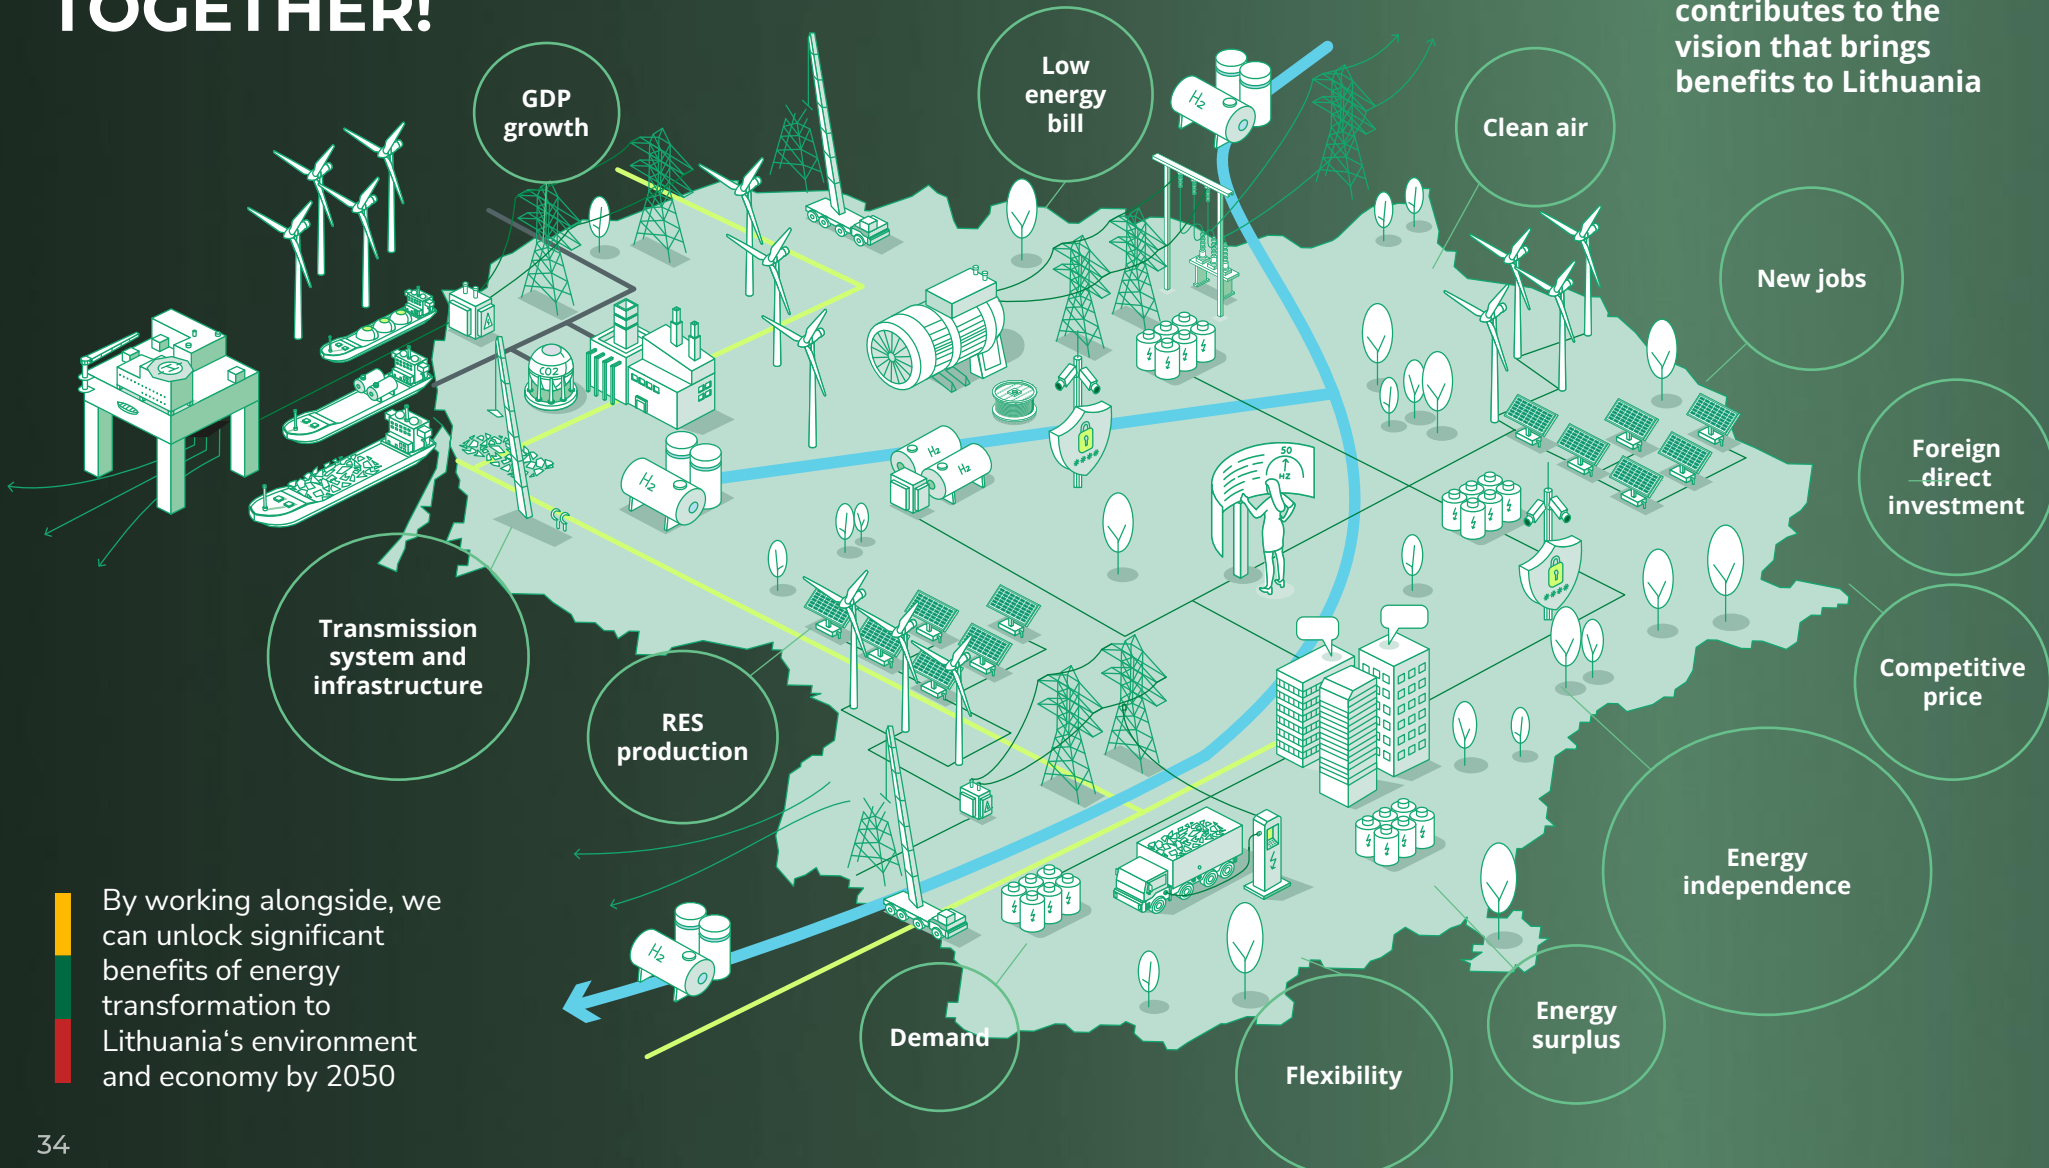 TOGETHER!
contributes to the
vision that brings
benefits to Lithuania
GDP
growth
Low
energy
bill
Clean air
New jobs
Foreign
direct
investment
Competitive
price
Energy
independence
Energy
surplus
Flexibility
Demand
RES
production
Transmission
system and
infrastructure
H2
CO2
H2
H2
H2
50
HZ
****
****
H2
By working alongside, we
can unlock significant
benefits of energy
transformation to
Lithuania‘s environment
and economy by 2050
34